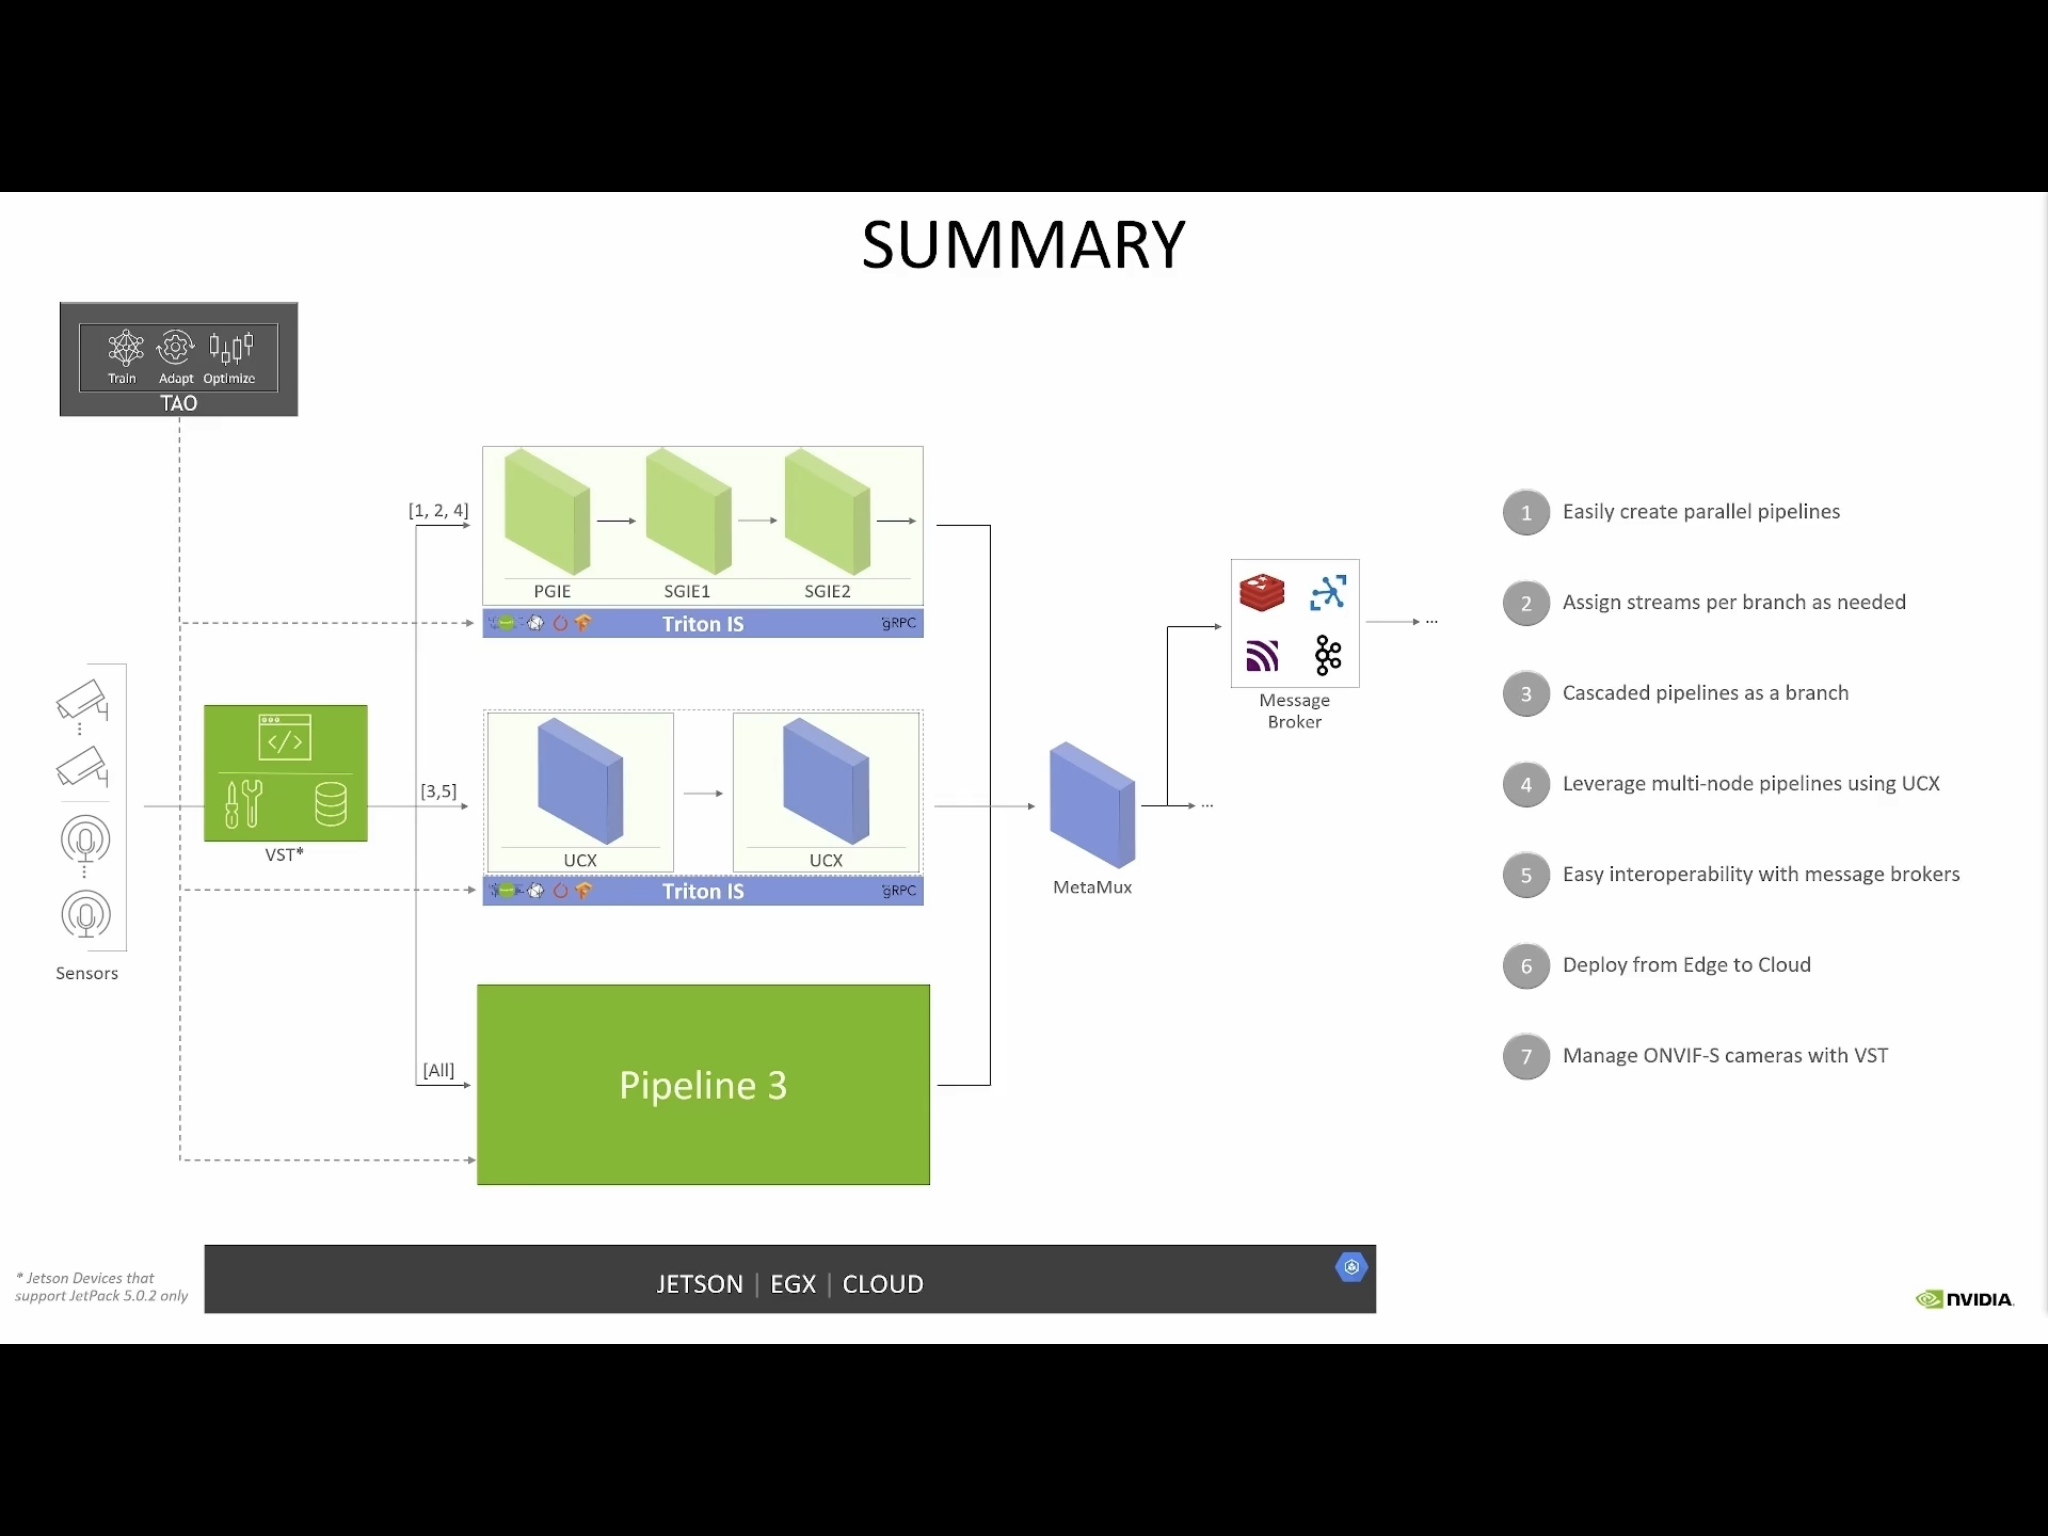 SUMMARY
Train Adapt Optimize
TAO
[1, 2, 4]
PGIE SGIE1 SGIE2
Triton IS gRPC
1 Easily create parallel pipelines
2 Assign streams per branch as needed
3 Cascaded pipelines as a branch
4 Leverage multi-node pipelines using UCX
5 Easy interoperability with message brokers
6 Deploy from Edge to Cloud
7 Manage ONVIF-S cameras with VST
Message
Broker
...
Sensors
VST*
[3,5]
UCX UCX
Triton IS gRPC
MetaMux
...
[All]
Pipeline 3
* Jetson Devices that
support JetPack 5.0.2 only
JETSON | EGX | CLOUD
NVIDIA.